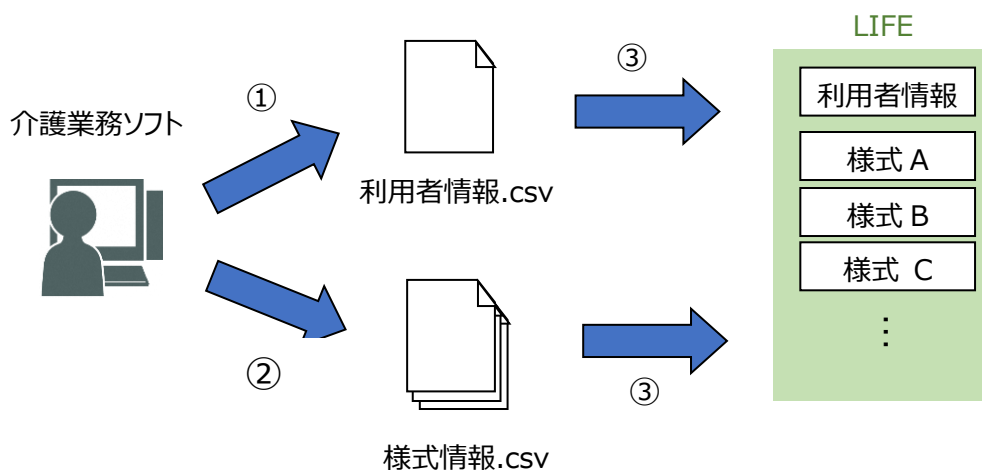 LIFE
介護業務ソフト
①
利用者情報.csv
②
様式情報.csv
③
③
利用者情報
様式 A
様式 B
様式 C
⋮